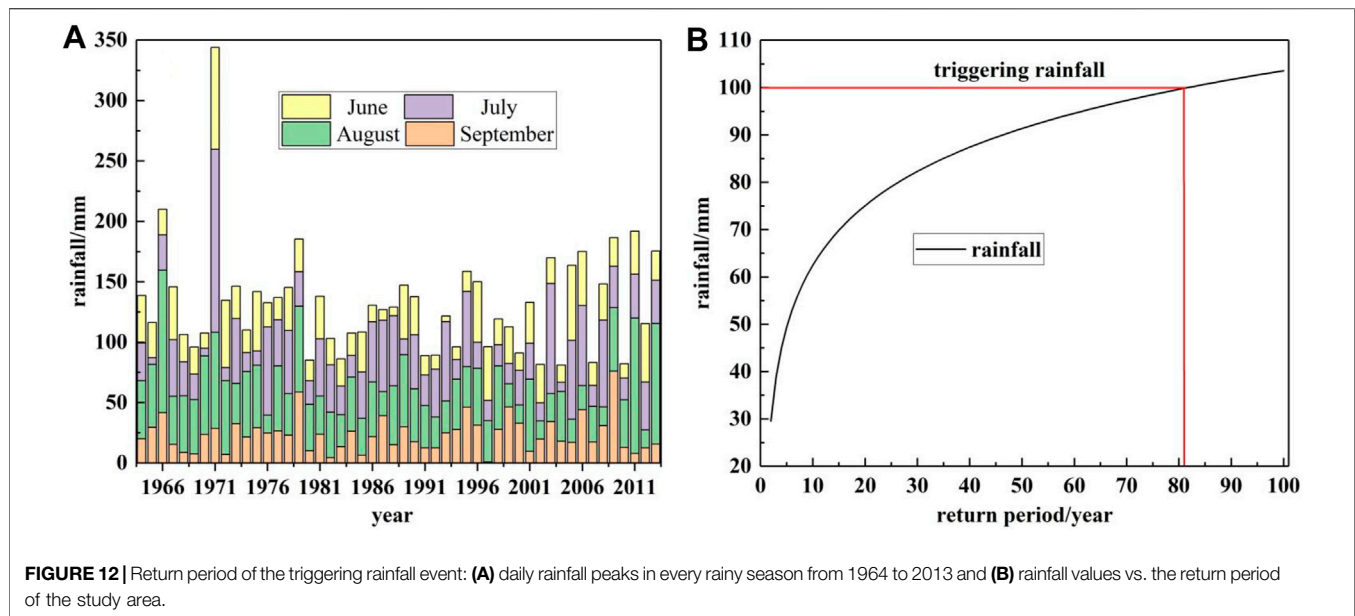 A
350
300
250
200
150
100
50
0
rainfall/mm
June July
August September
1966 1971 1976 1981 1986 1991 1996 2001 2006 2011
year
B
110
100
90
80
70
60
50
40
30
20
rainfall/mm
triggering rainfall
rainfall
0 10 20 30 40 50 60 70 80 90 100
return period/year
FIGURE 12 | Return period of the triggering rainfall event: (A) daily rainfall peaks in every rainy season from 1964 to 2013 and (B) rainfall values vs. the return period
of the study area.